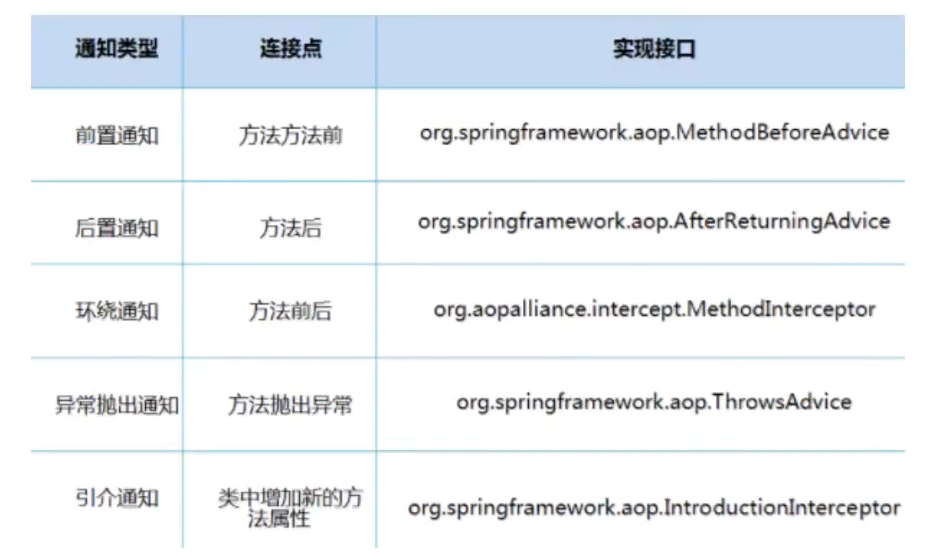 通知类型 连接点 实现接口
前置通知 方法方法前 org.springframework.aop.MethodBeforeAdvice
后置通知 方法后 org.springframework.aop.AfterReturningAdvice
环绕通知 方法前后 org.aopalliance.intercept.MethodInterceptor
异常抛出通知 方法抛出异常 org.springframework.aop.ThrowsAdvice
引介通知 类中增加新的方
法属性 org.springframework.aop.IntroductionInterceptor